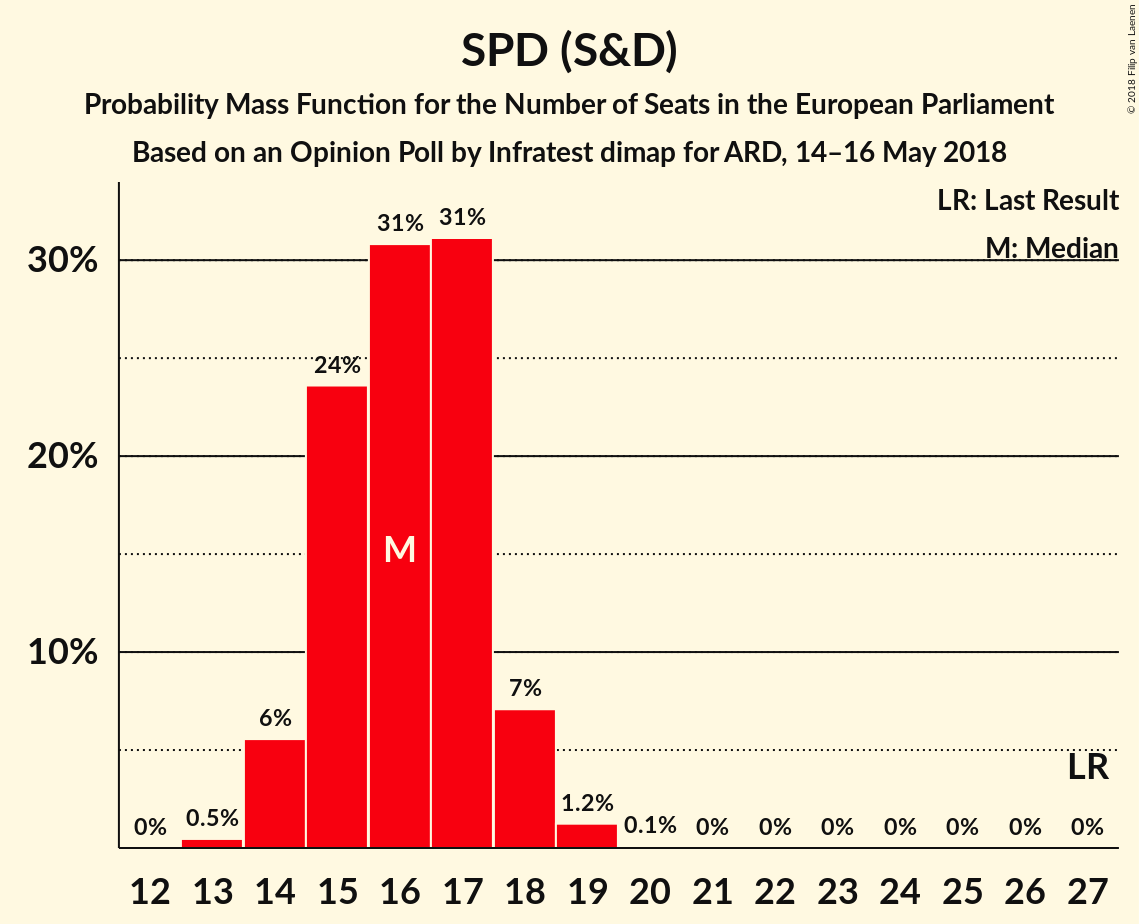 SPD (S&D)
Probability Mass Function for the Number of Seats in the European Parliament
Based on an Opinion Poll by Infratest dimap for ARD, 14–16 May 2018
© 2018 Filip van Laenen
LR: Last Result
M: Median
30%
20%
10%
0% 0.5% 6% 24% 31% 31% 7% 1.2% 0.1% 0% 0% 0% 0% 0% 0% 0%
M
LR
12 13 14 15 16 17 18 19 20 21 22 23 24 25 26 27